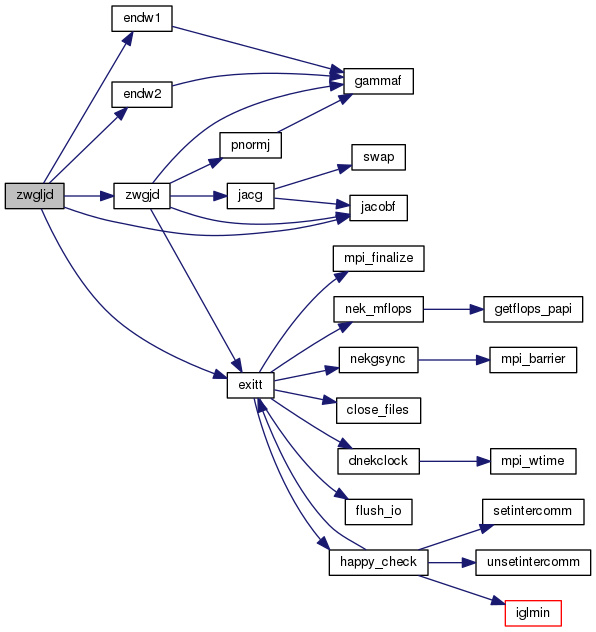 endw1
endw2
gammaf
pnormj
swap
zwgljd
zwgjd
jacg
jacobf
mpi_finalize
nek_mflops
getflops_papi
nekgsync
mpi_barrier
exitt
close_files
dnekclock
mpi_wtime
flush_io
setintercomm
happy_check
unsetintercomm
iglmin